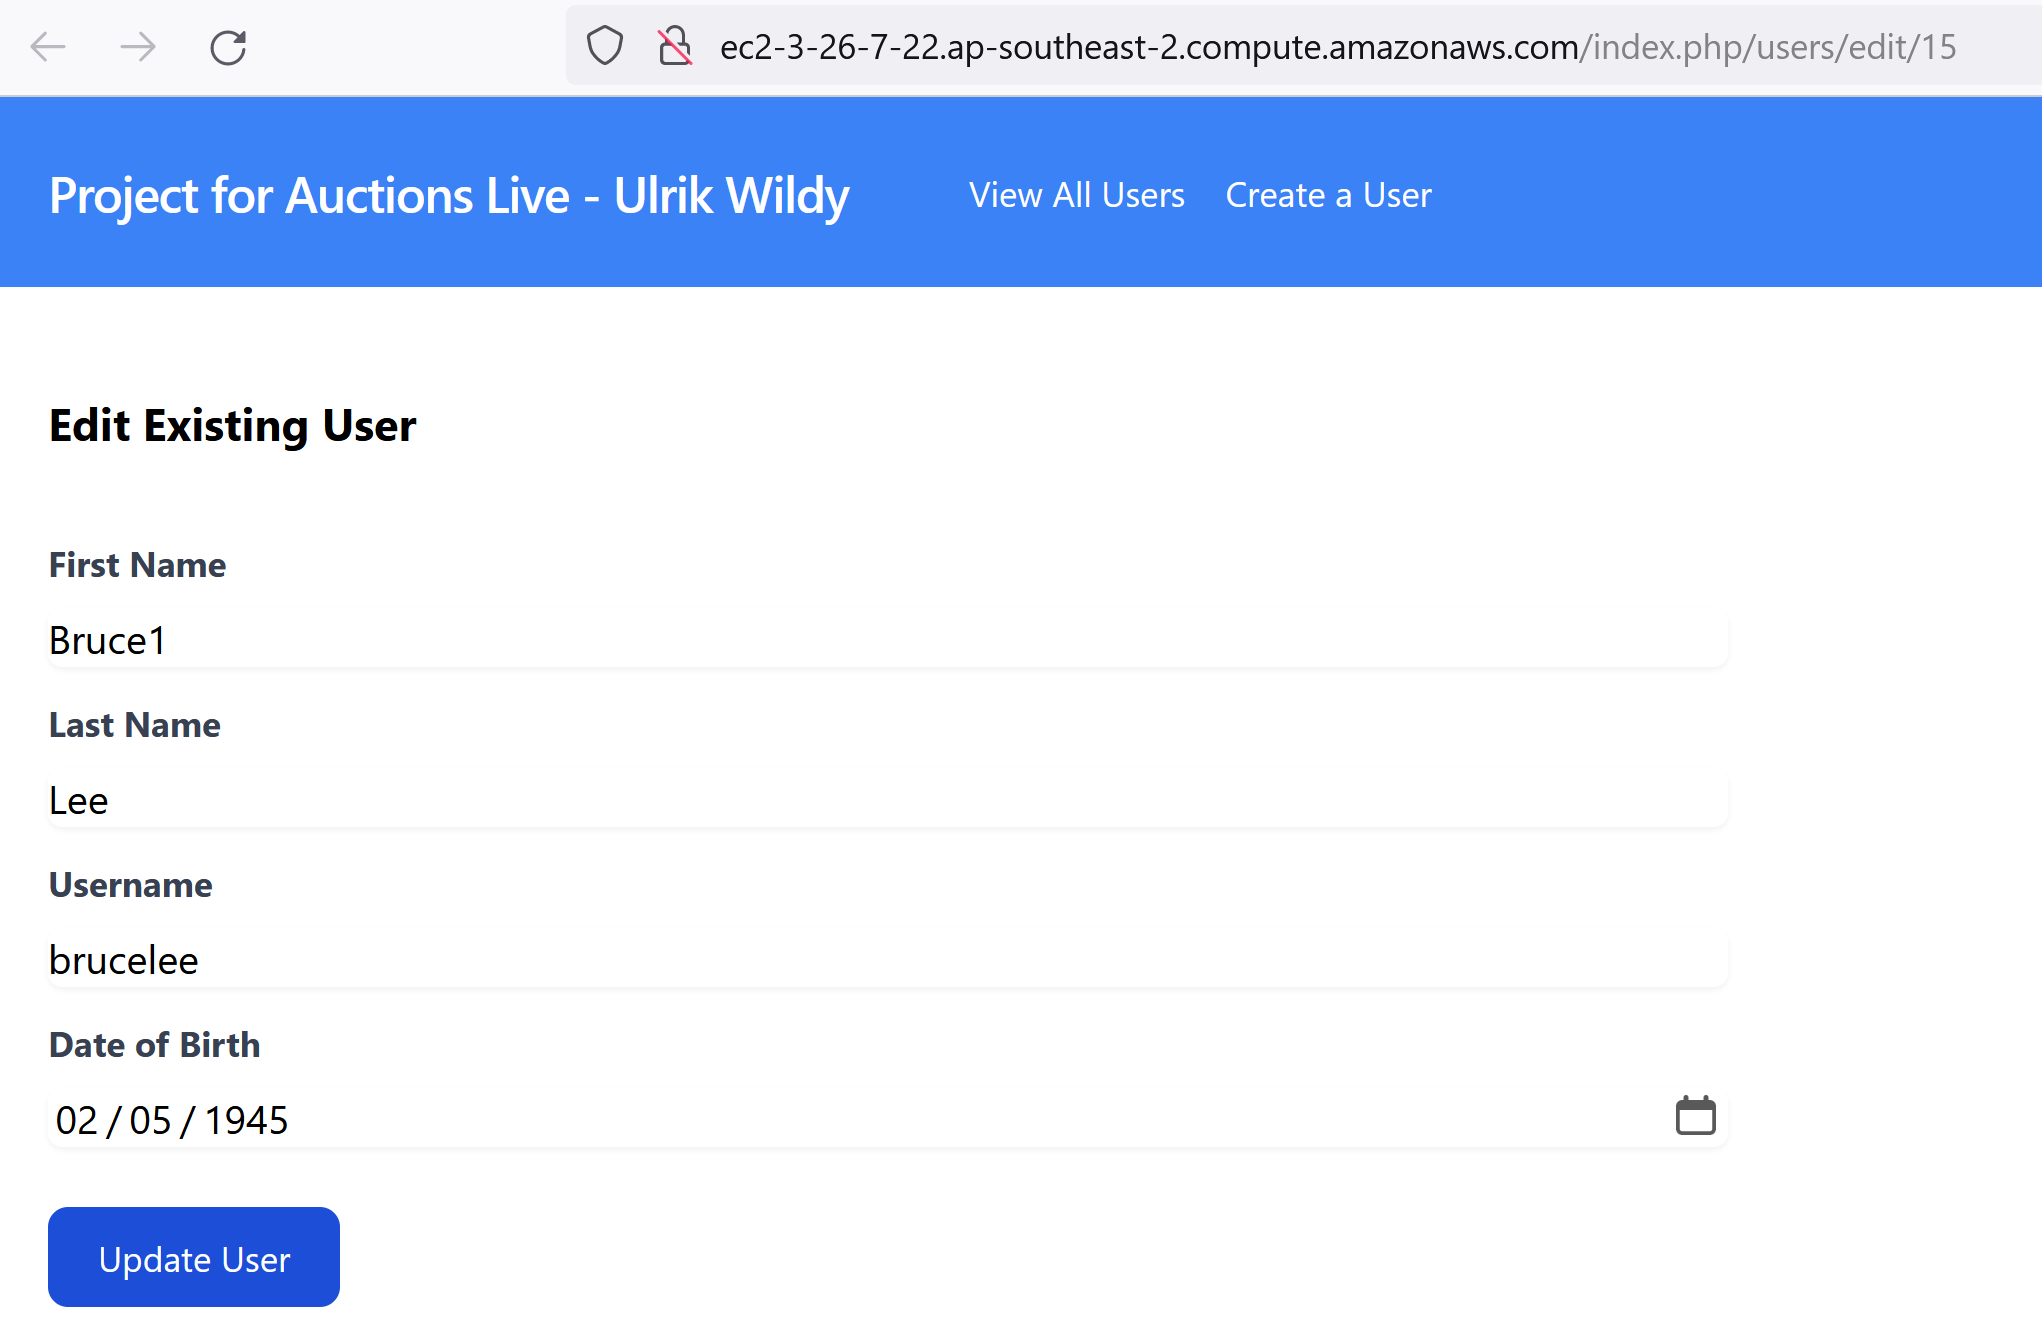 ec2-3-26-7-22.ap-southeast-2.compute.amazonaws.com/index.php/users/edit/15
Project for Auctions Live - Ulrik Wildy View All Users Create a User
Edit Existing User
First Name
Bruce1
Last Name
Lee
Username
brucelee
Date of Birth
02 / 05 / 1945
Update User